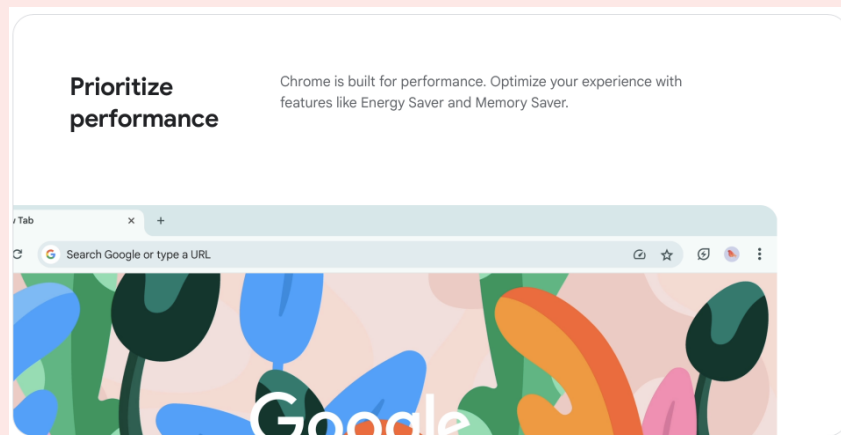 Prioritize
performance
Chrome is built for performance. Optimize your experience with
features like Energy Saver and Memory Saver.
Tab
Search Google or type a URL
Google